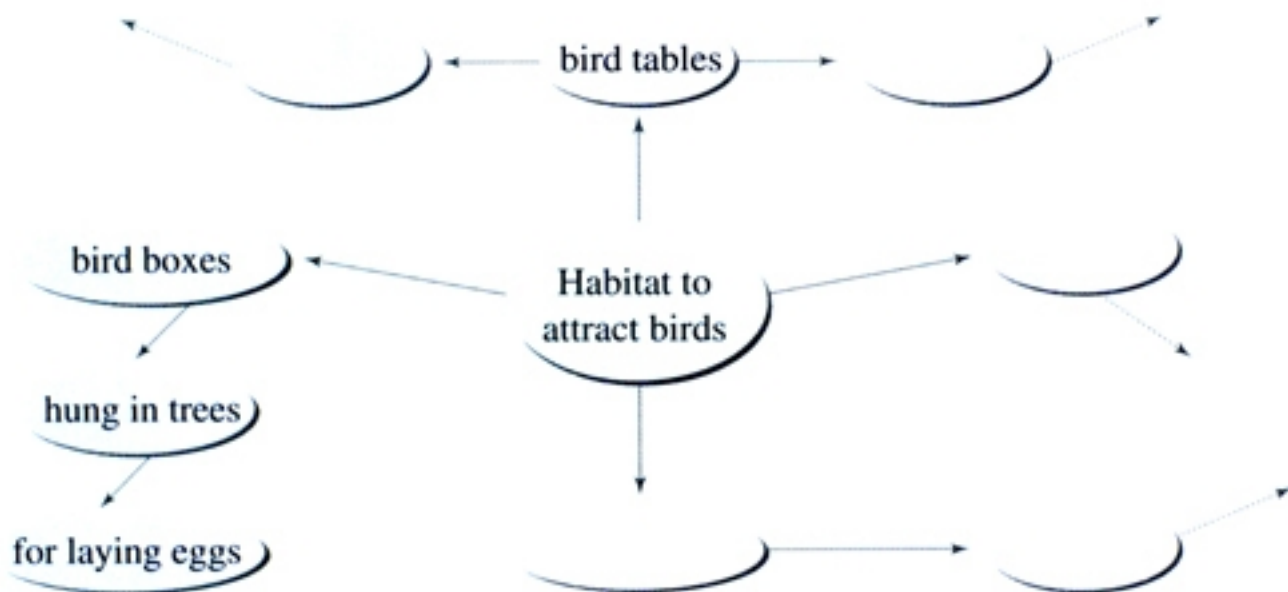 bird tables
bird boxes
Habitat to
attract birds
hung in trees
for laying eggs